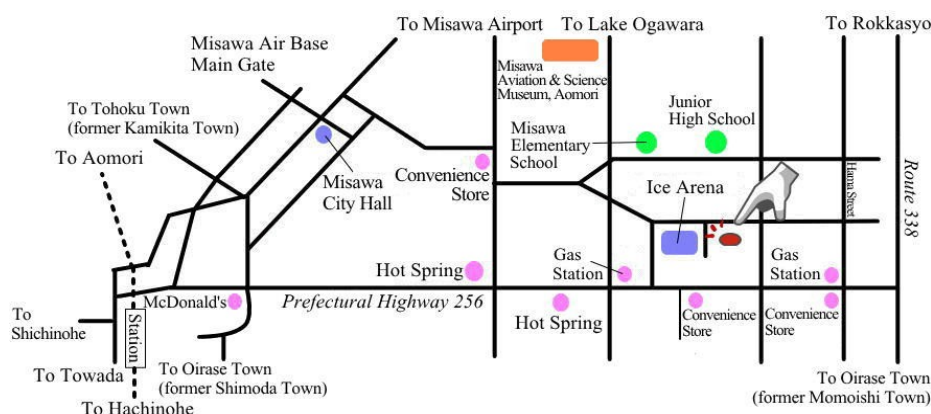 To Misawa Airport
To Lake Ogawara
To Rokkasyo
Misawa Air Base
Main Gate
Misawa
Aviation & Science
Museum, Aomori
To Tohoku Town
(former Kamikita Town)
Junior
High School
Misawa
Elementary
School
To Aomori
Convenience
Store
Misawa
City Hall
Ice Arena
Hama Street
Route 338
Hot Spring
Gas
Station
Gas
Station
McDonald's
Prefectural Highway 256
To
Shichinohe
Station
Hot Spring
Convenience
Store
Convenience
Store
To Towada
To Oirase Town
(former Shimoda Town)
To Oirase Town
(former Momoishi Town)
To Hachinohe